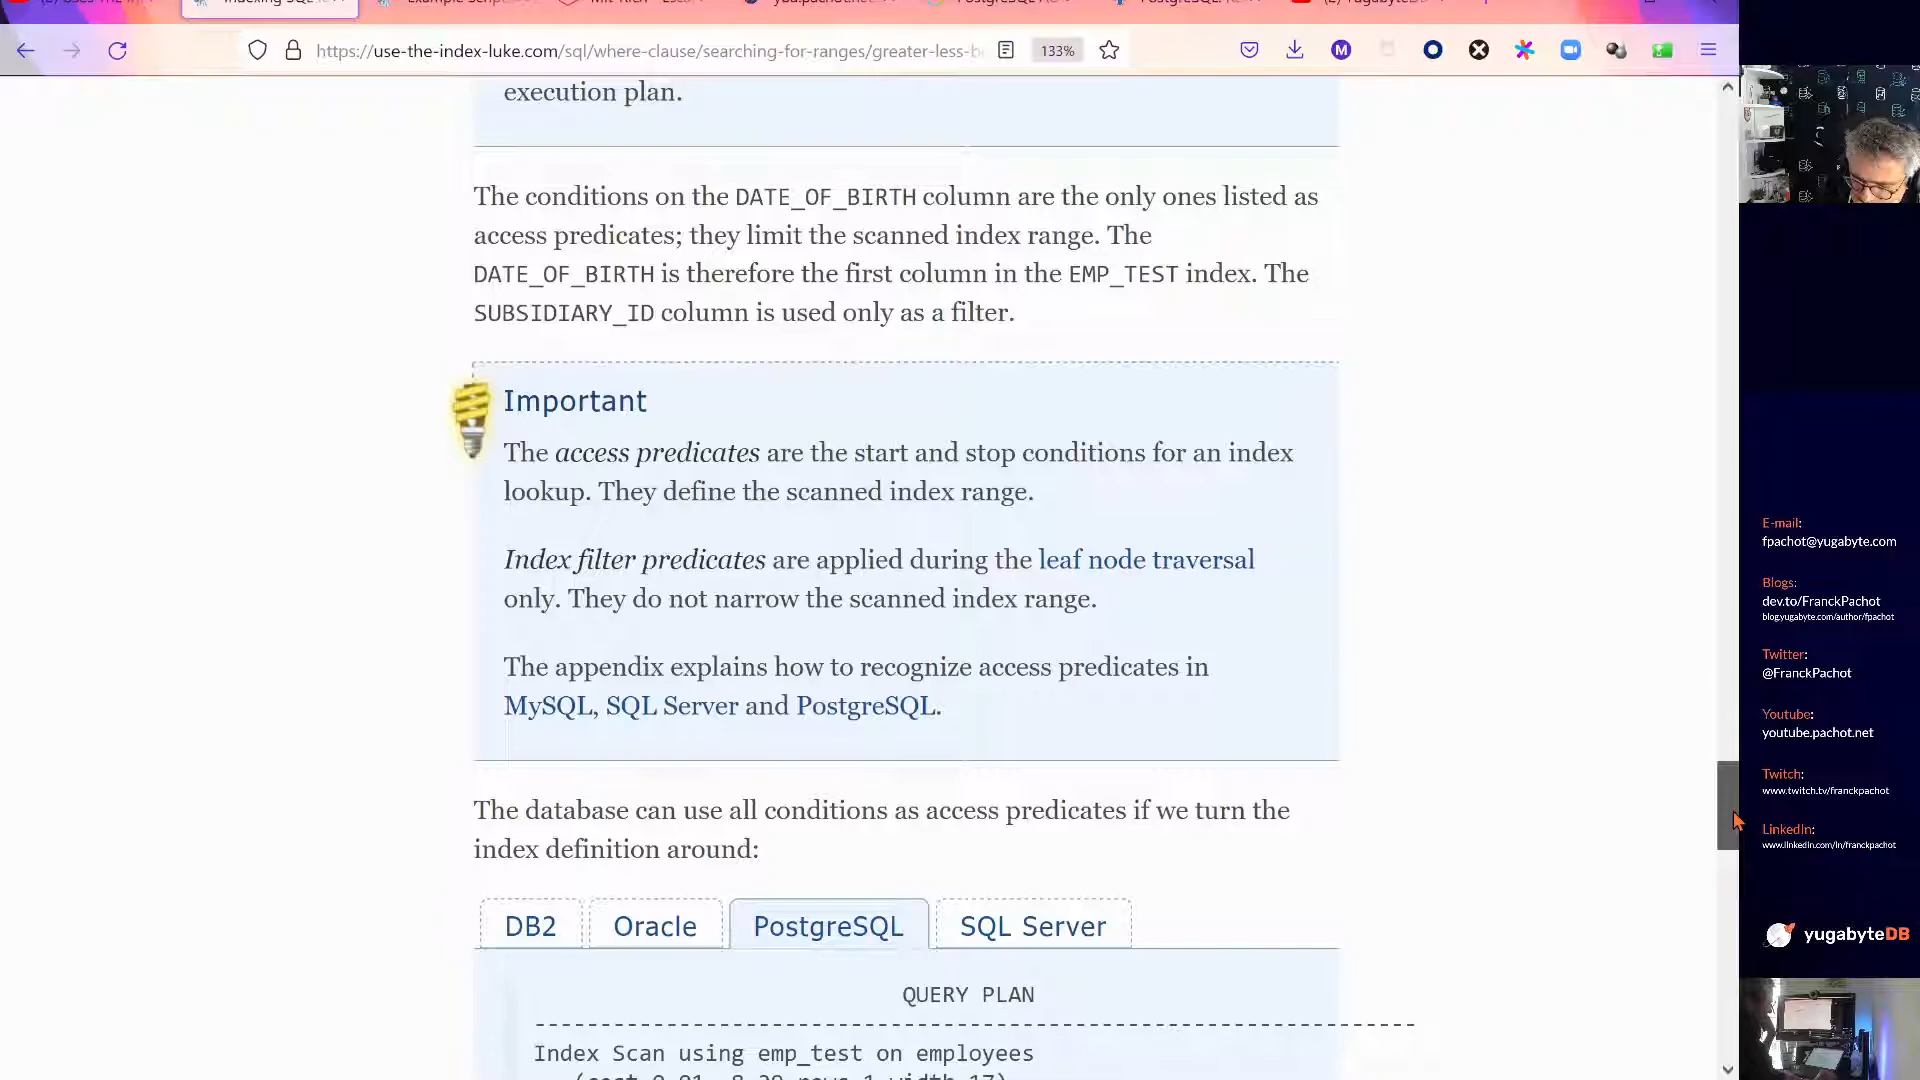 https://use-the-index-luke.com/sql/where-clause/searching-for-ranges/greater-less-b
133%
execution plan.
The conditions on the DATE_OF_BIRTH column are the only ones listed as
access predicates; they limit the scanned index range. The
DATE_OF_BIRTH is therefore the first column in the EMP_TEST index. The
SUBSIDIARY_ID column is used only as a filter.
Important
The access predicates are the start and stop conditions for an index
lookup. They define the scanned index range.
Index filter predicates are applied during the leaf node traversal
only. They do not narrow the scanned index range.
The appendix explains how to recognize access predicates in
MySQL, SQL Server and PostgreSQL.
The database can use all conditions as access predicates if we turn the
index definition around:
DB2 Oracle PostgreSQL SQL Server
QUERY PLAN
--------------------------------------------------------------
Index Scan using emp_test on employees
E-mail:
fpachot@yugabyte.com
Blogs:
dev.to/FranckPachot
blog.yugabyte.com/author/fpachot
Twitter:
@FranckPachot
Youtube:
youtube.pachot.net
Twitch:
www.twitch.tv/franckpachot
LinkedIn:
www.linkedin.com/in/franckpachot
yugabyteDB